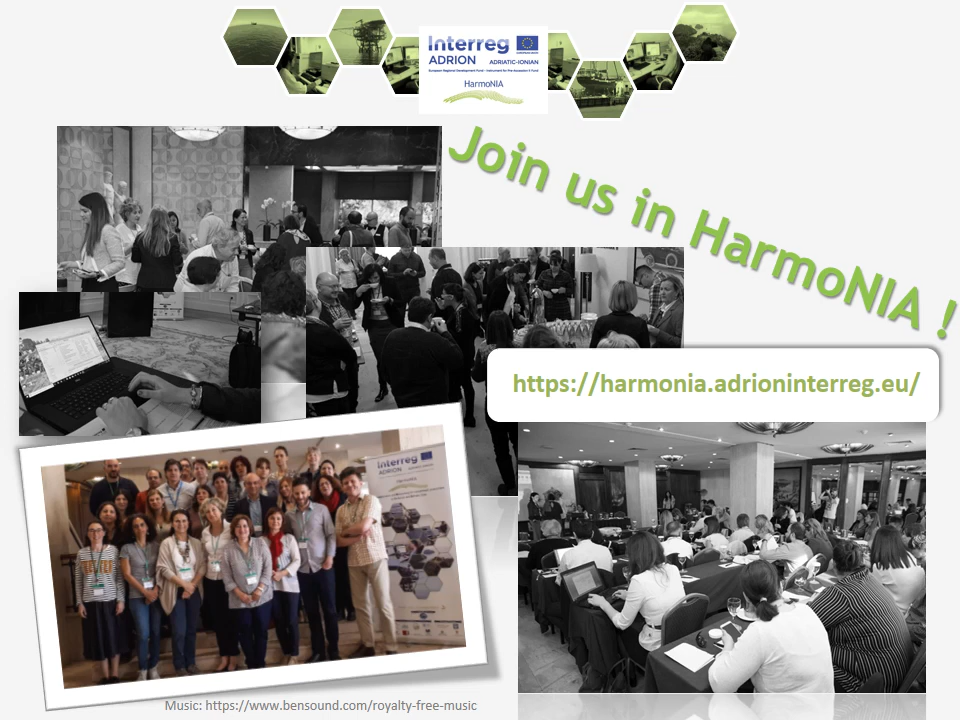 Interreg
ADRION ADRIATIC-IONIAN
European Regional Development Fund - Instrument for Pre-Accession II Fund
HarmoNIA
Join us in HarmoNIA !
https://harmonia.adrioninterreg.eu/
Interreg
ADRION
Music: https://www.bensound.com/royalty-free-music